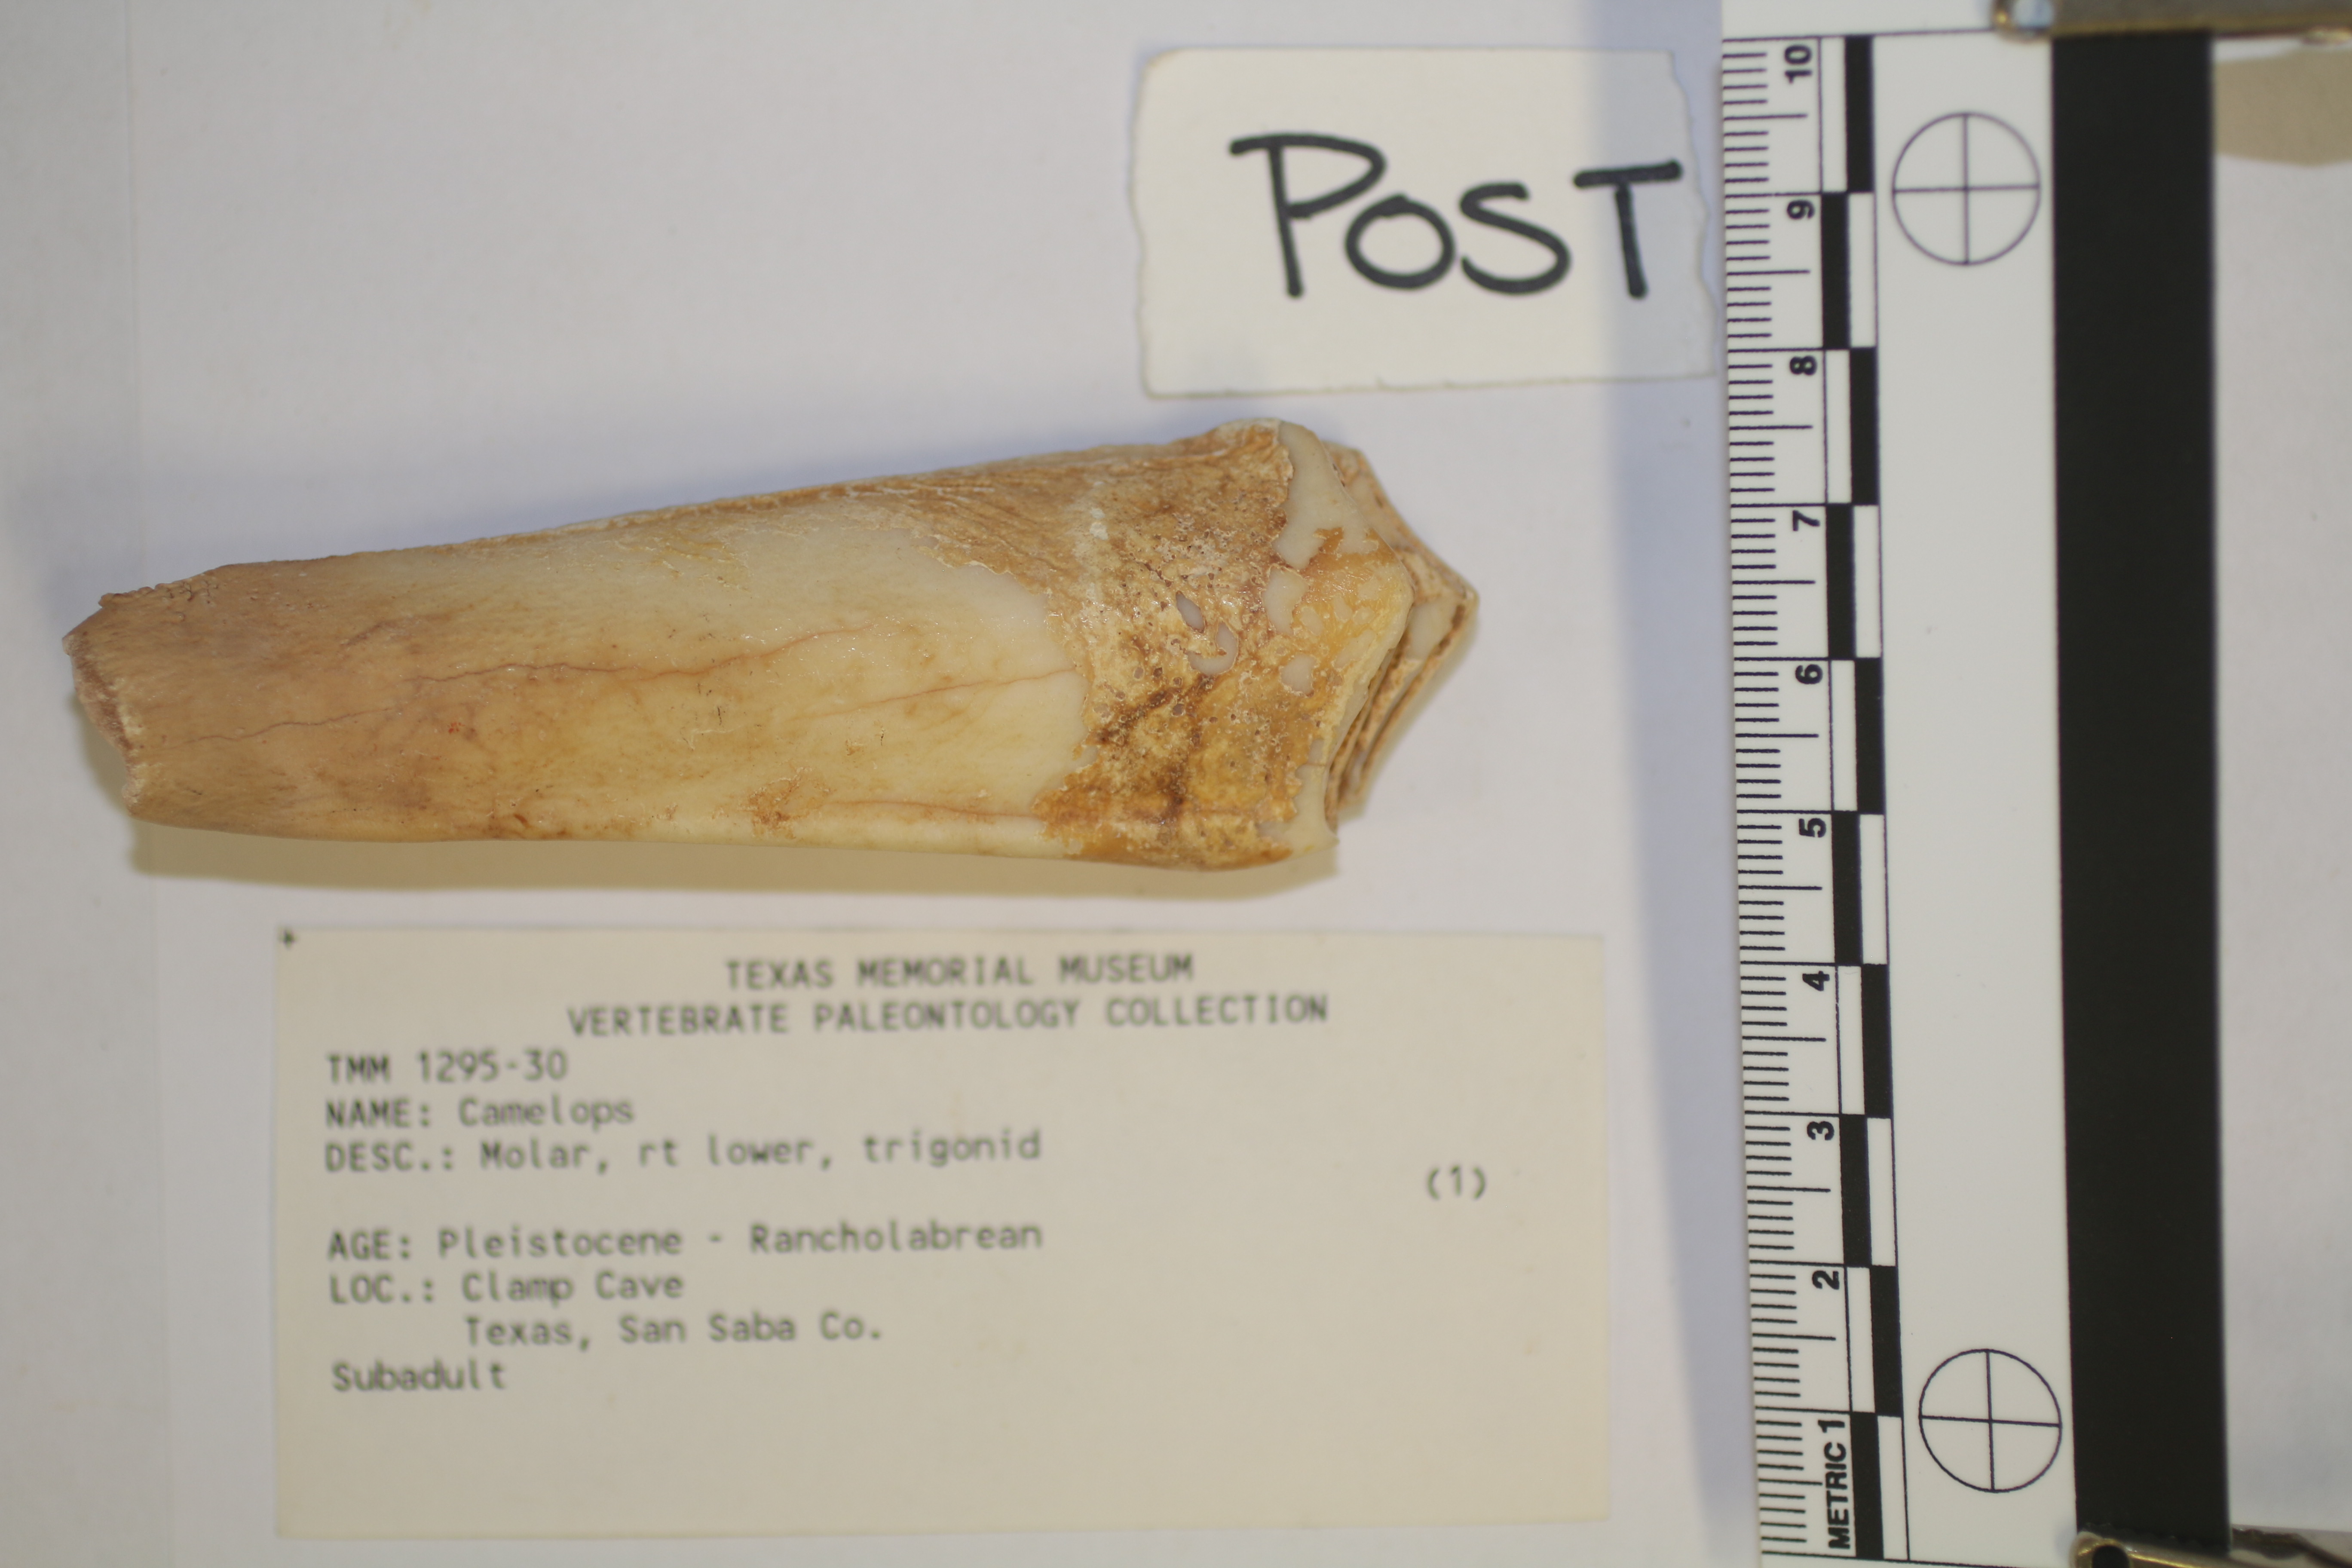 POST
TEXAS MEMORIAL MUSEUM
VERTEBRATE PALEONTOLOGY COLLECTION
TMM 1295-30
NAME: Camelops
DESC.: Molar, rt lower, trigonid
(1)
AGE: Pleistocene - Rancholabrean
LOC.: Clamp Cave
Texas, San Saba Co.
Subadult
10
9
8
7
6
5
4
3
2
METRIC 1